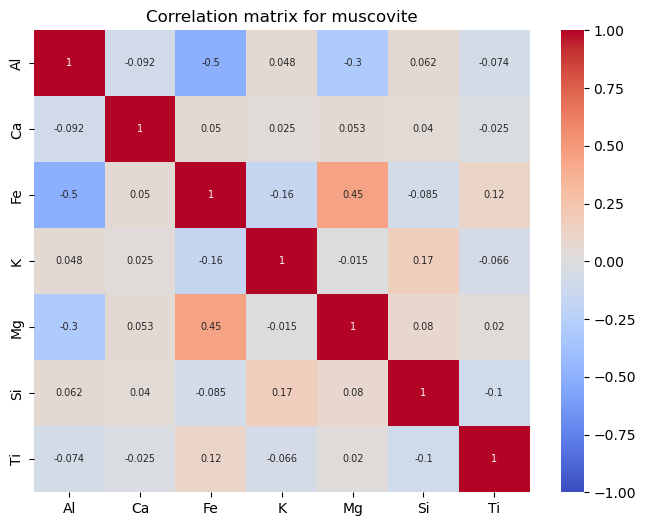 Correlation matrix for muscovite
Al 1 -0.092 -0.5 0.048 -0.3 0.062 -0.074
Ca -0.092 1 0.05 0.025 0.053 0.04 -0.025
Fe -0.5 0.05 1 -0.16 0.45 -0.085 0.12
K 0.048 0.025 -0.16 1 -0.015 0.17 -0.066
Mg -0.3 0.053 0.45 -0.015 1 0.08 0.02
Si 0.062 0.04 -0.085 0.17 0.08 1 -0.1
Ti -0.074 -0.025 0.12 -0.066 0.02 -0.1 1
Al Ca Fe K Mg Si Ti
1.00
0.75
0.50
0.25
0.00
−0.25
−0.50
−0.75
−1.00